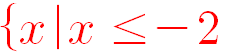 {x|x ≤ − 2